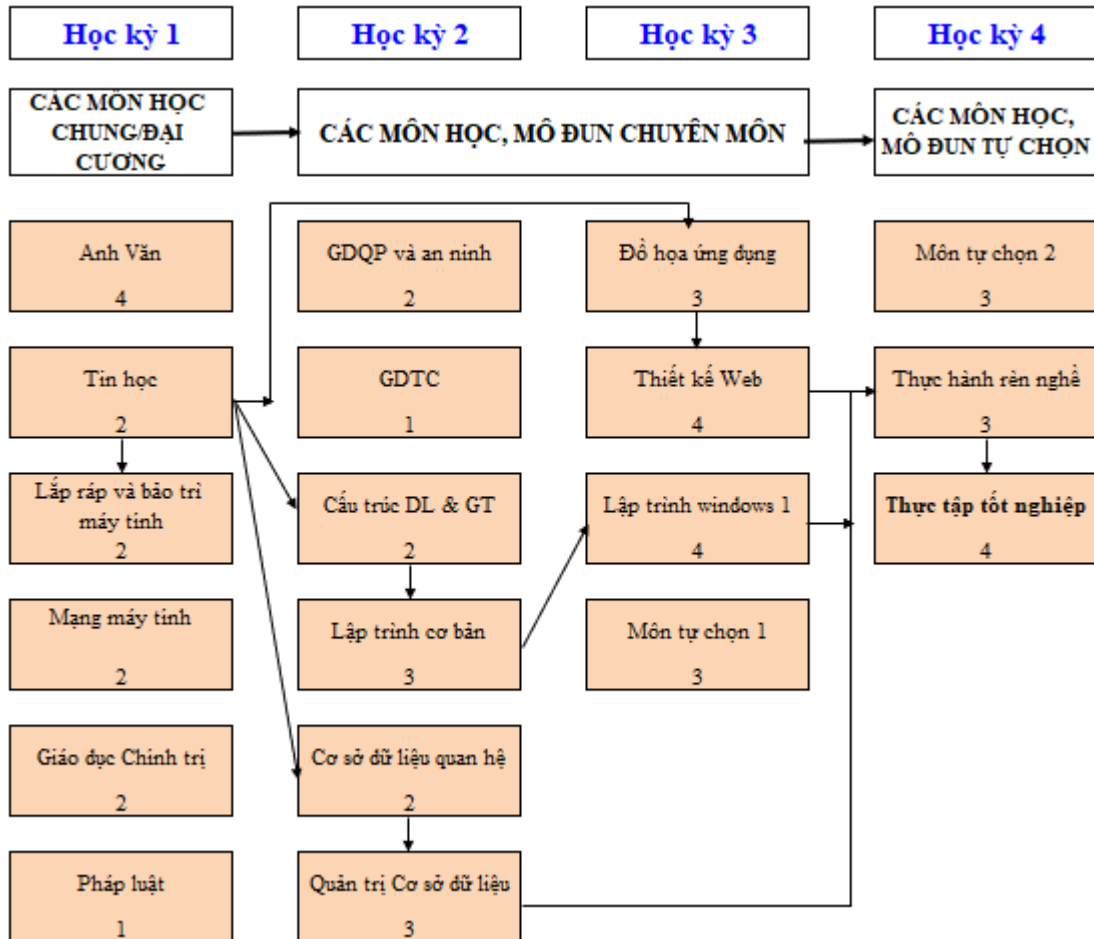 Học kỳ 1
Học kỳ 2
Học kỳ 3
Học kỳ 4
CÁC MÔN HỌC
CHUNG/ĐẠI
CƯƠNG
CÁC MÔN HỌC, MÔ ĐUN CHUYÊN MÔN
CÁC MÔN HỌC,
MÔ ĐUN TỰ CHỌN
Anh Văn
4
GDQP và an ninh
2
Đồ họa ứng dụng
3
Môn tự chọn 2
3
Tin học
2
GDTC
1
Thiết kế Web
4
Thực hành rèn nghề
3
Lắp ráp và bảo trì
máy tính
2
Cấu trúc DL & GT
2
Lập trình windows 1
4
Thực tập tốt nghiệp
4
Mạng máy tính
2
Lập trình cơ bản
3
Môn tự chọn 1
3
Giáo dục Chính trị
2
Cơ sở dữ liệu quan hệ
2
Pháp luật
1
Quản trị Cơ sở dữ liệu
3